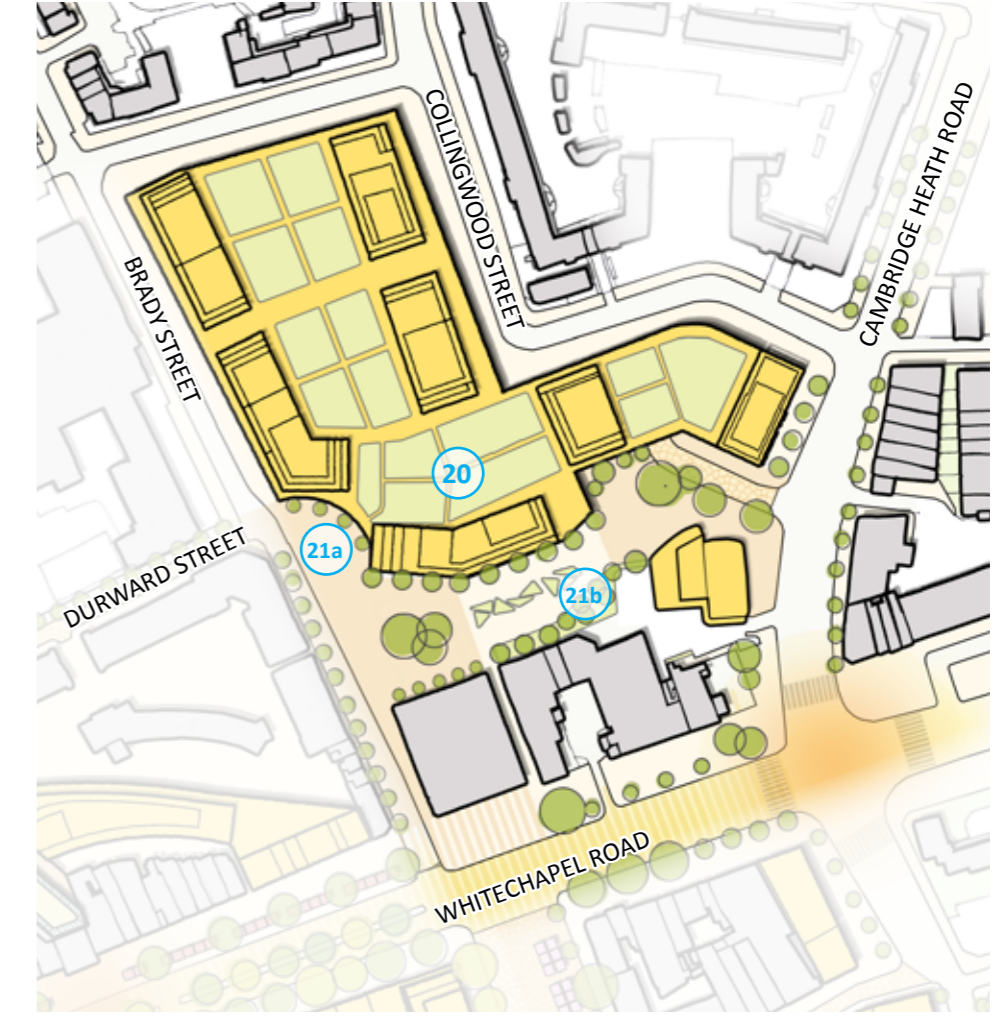 COLLINGWOOD STREET
CAMBRIDGE HEATH ROAD
BRADY STREET
20
DURWARD STREET
21a
21b
WHITECHAPEL ROAD